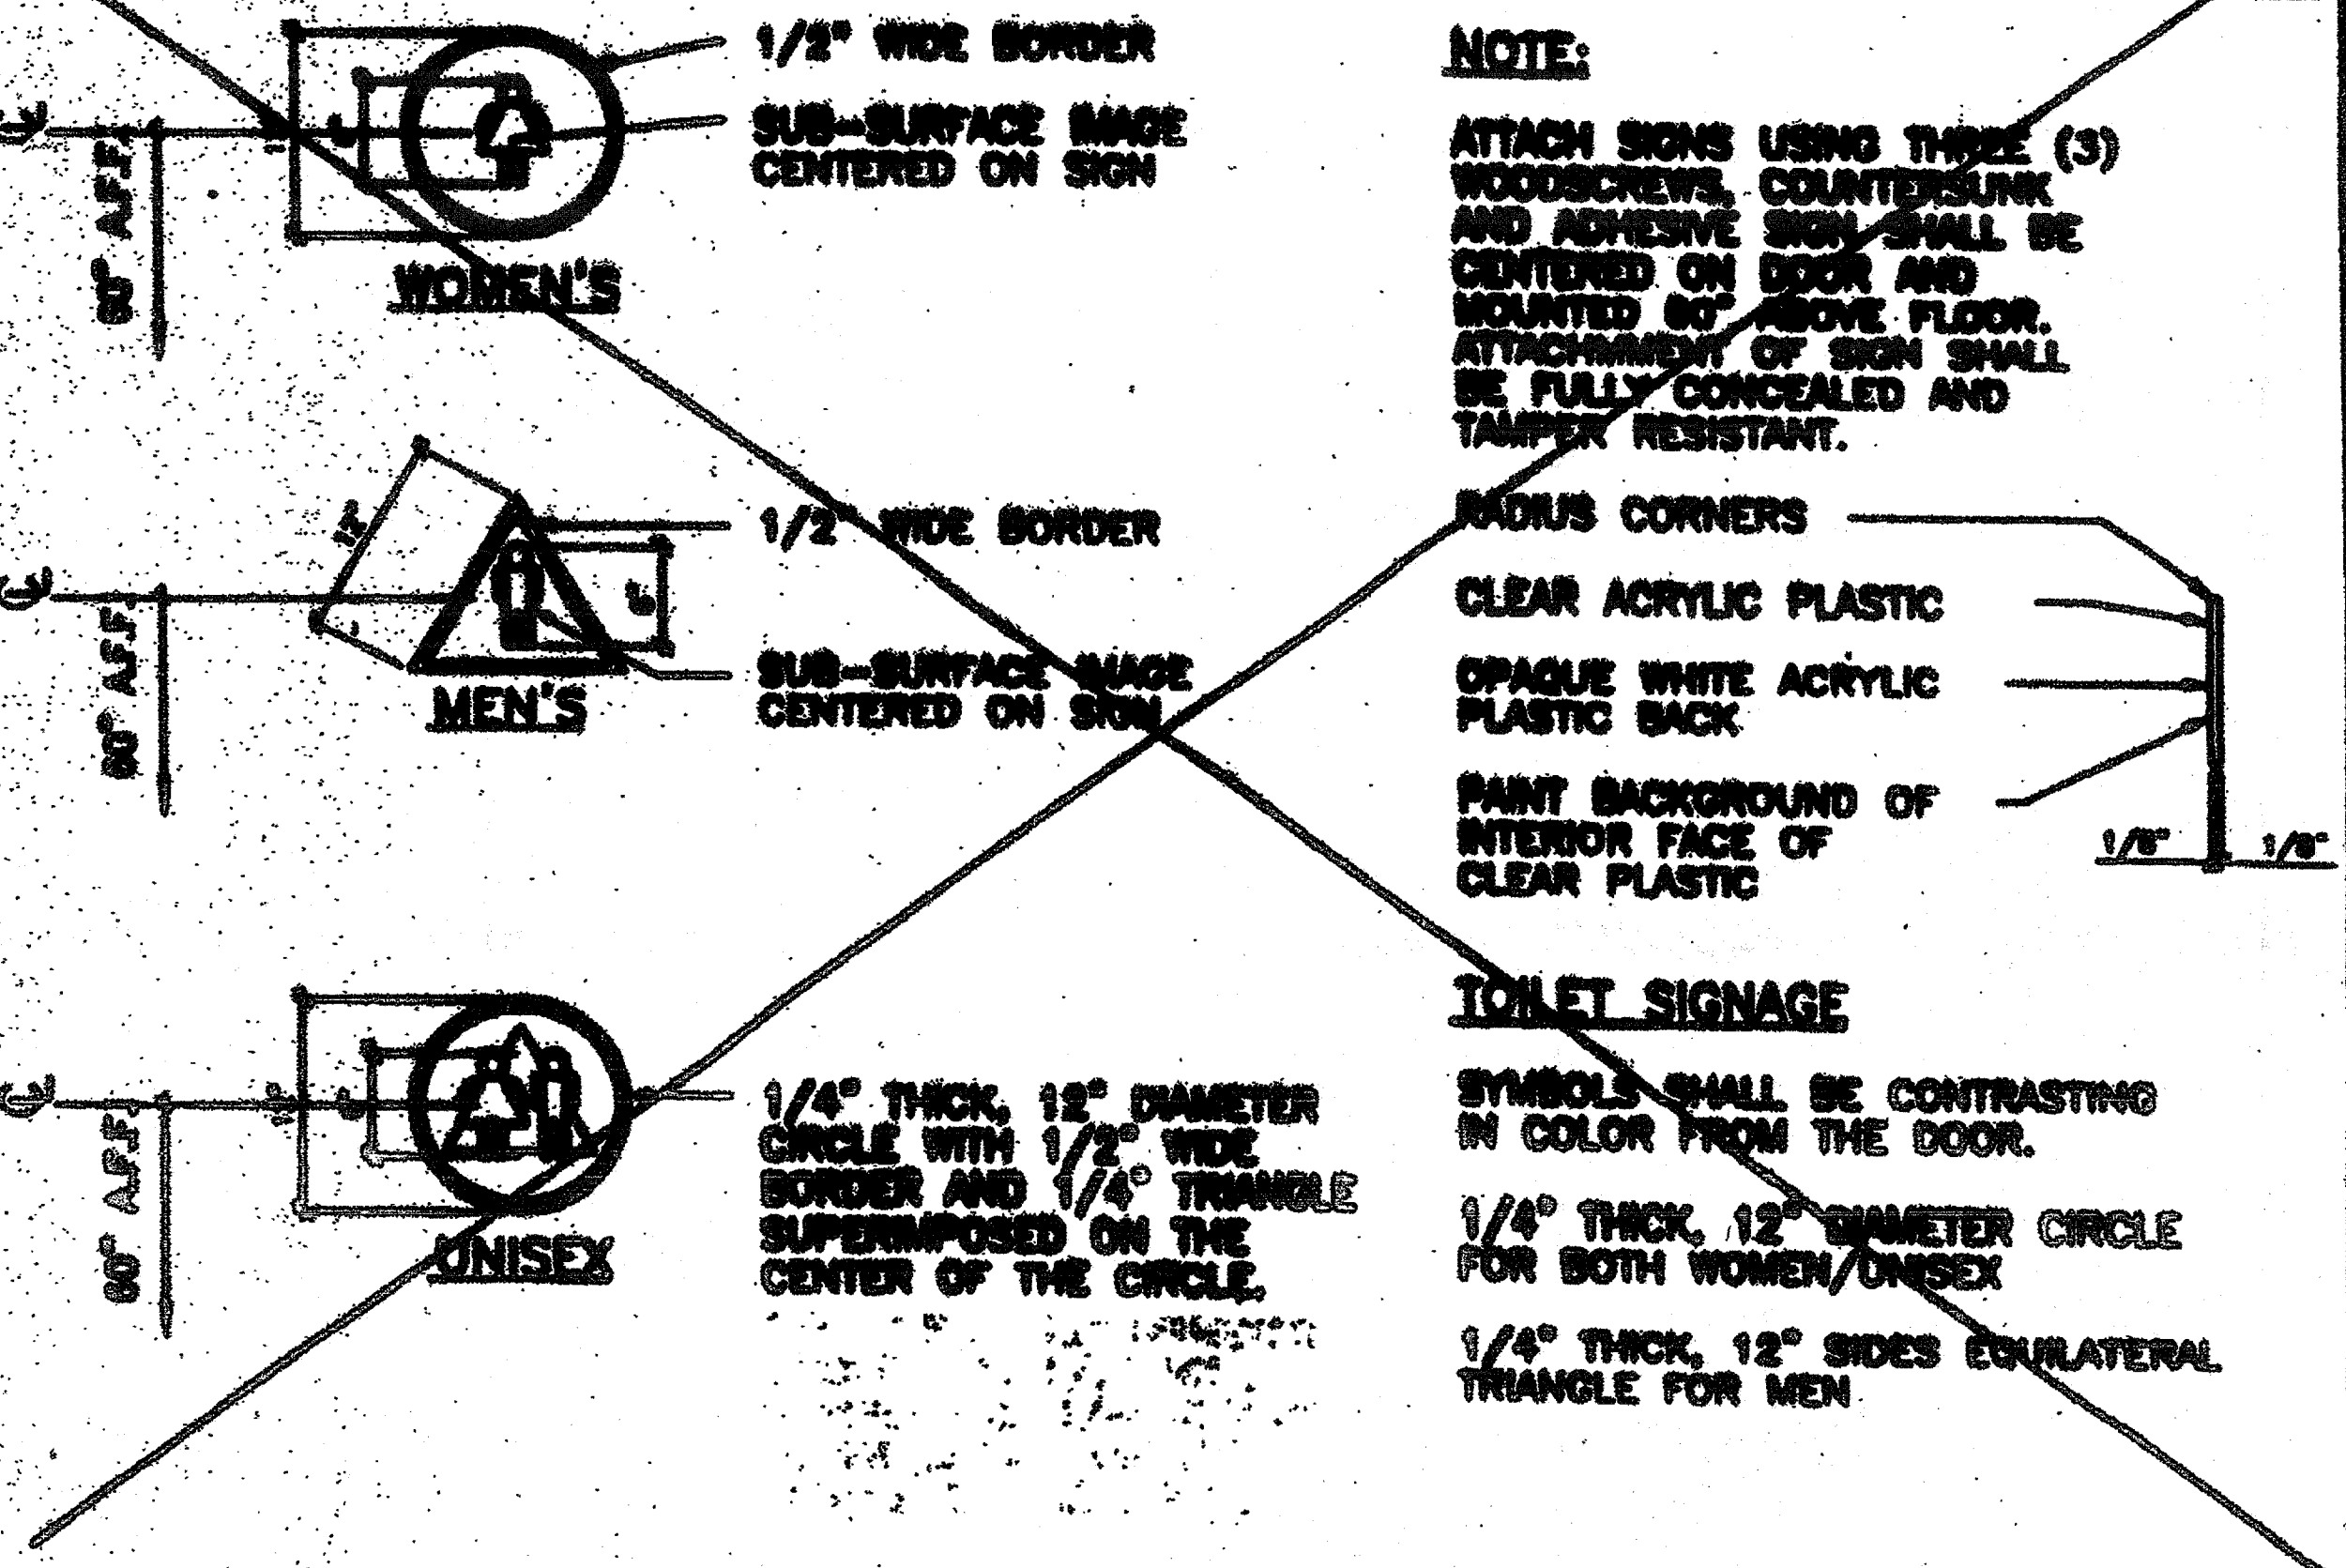 1/2" WIDE BORDER
SUB-SURFACE IMAGE
CENTERED ON SIGN
60" A.F.F.
WOMEN'S
1/2" WIDE BORDER
12"
6"
SUB-SURFACE IMAGE
CENTERED ON SIGN
60" A.F.F.
MEN'S
12"
6"
1/4" THICK, 12" DIAMETER
CIRCLE WITH 1/2" WIDE
BORDER AND 1/4" TRIANGLE
SUPERIMPOSED ON THE
CENTER OF THE CIRCLE.
60" A.F.F.
UNISEX
NOTE:
ATTACH SIGNS USING THREE (3)
WOODSCREWS, COUNTERSUNK
AND ADHESIVE SIGN SHALL BE
CENTERED ON DOOR AND
MOUNTED 60" ABOVE FLOOR.
ATTACHMMENT OF SIGN SHALL
BE FULLY CONCEALED AND
TAMPER RESISTANT.
RADIUS CORNERS
CLEAR ACRYLIC PLASTIC
OPAQUE WHITE ACRYLIC
PLASTIC BACK
PAINT BACKGROUND OF
INTERIOR FACE OF
CLEAR PLASTIC
1/8" 1/8"
TOILET SIGNAGE
SYMBOLS SHALL BE CONTRASTING
IN COLOR FROM THE DOOR.
1/4" THICK, 12" DIAMETER CIRCLE
FOR BOTH WOMEN/UNISEX
1/4" THICK, 12" SIDES EQUILATERAL
TRIANGLE FOR MEN